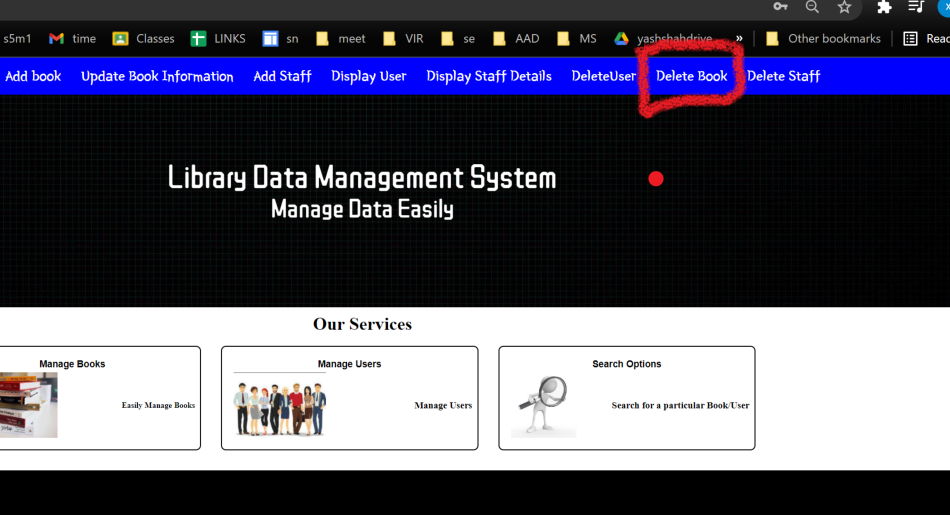 s5m1 time Classes LINKS sn meet VIR se AAD MS yashshahdrive » Other bookmarks
Add book Update Book Information Add Staff Display User Display Staff Details DeleteUser Delete Book Delete Staff
Library Data Management System
Manage Data Easily
Our Services
Manage Books Manage Users Search Options
Easily Manage Books Manage Users Search for a particular Book/User